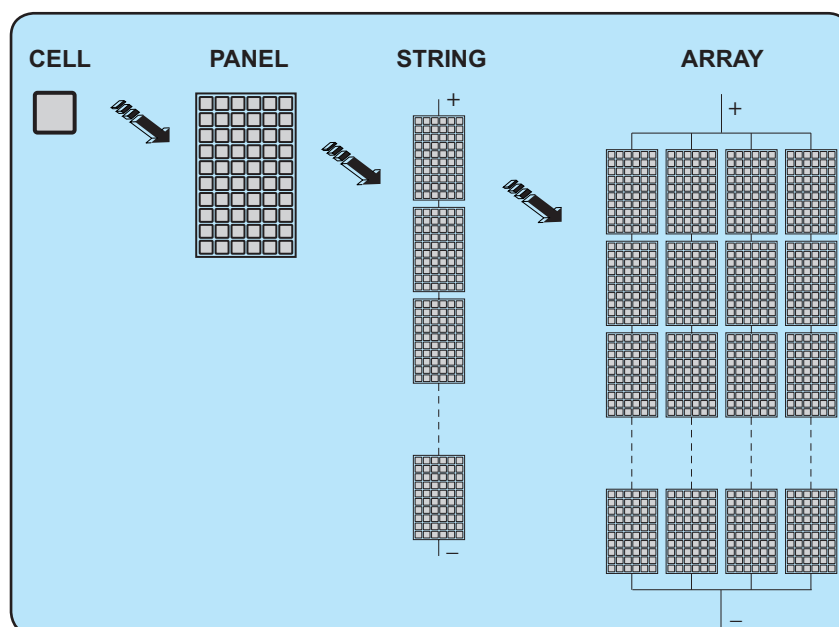 CELL PANEL STRING ARRAY
+ +
−
−